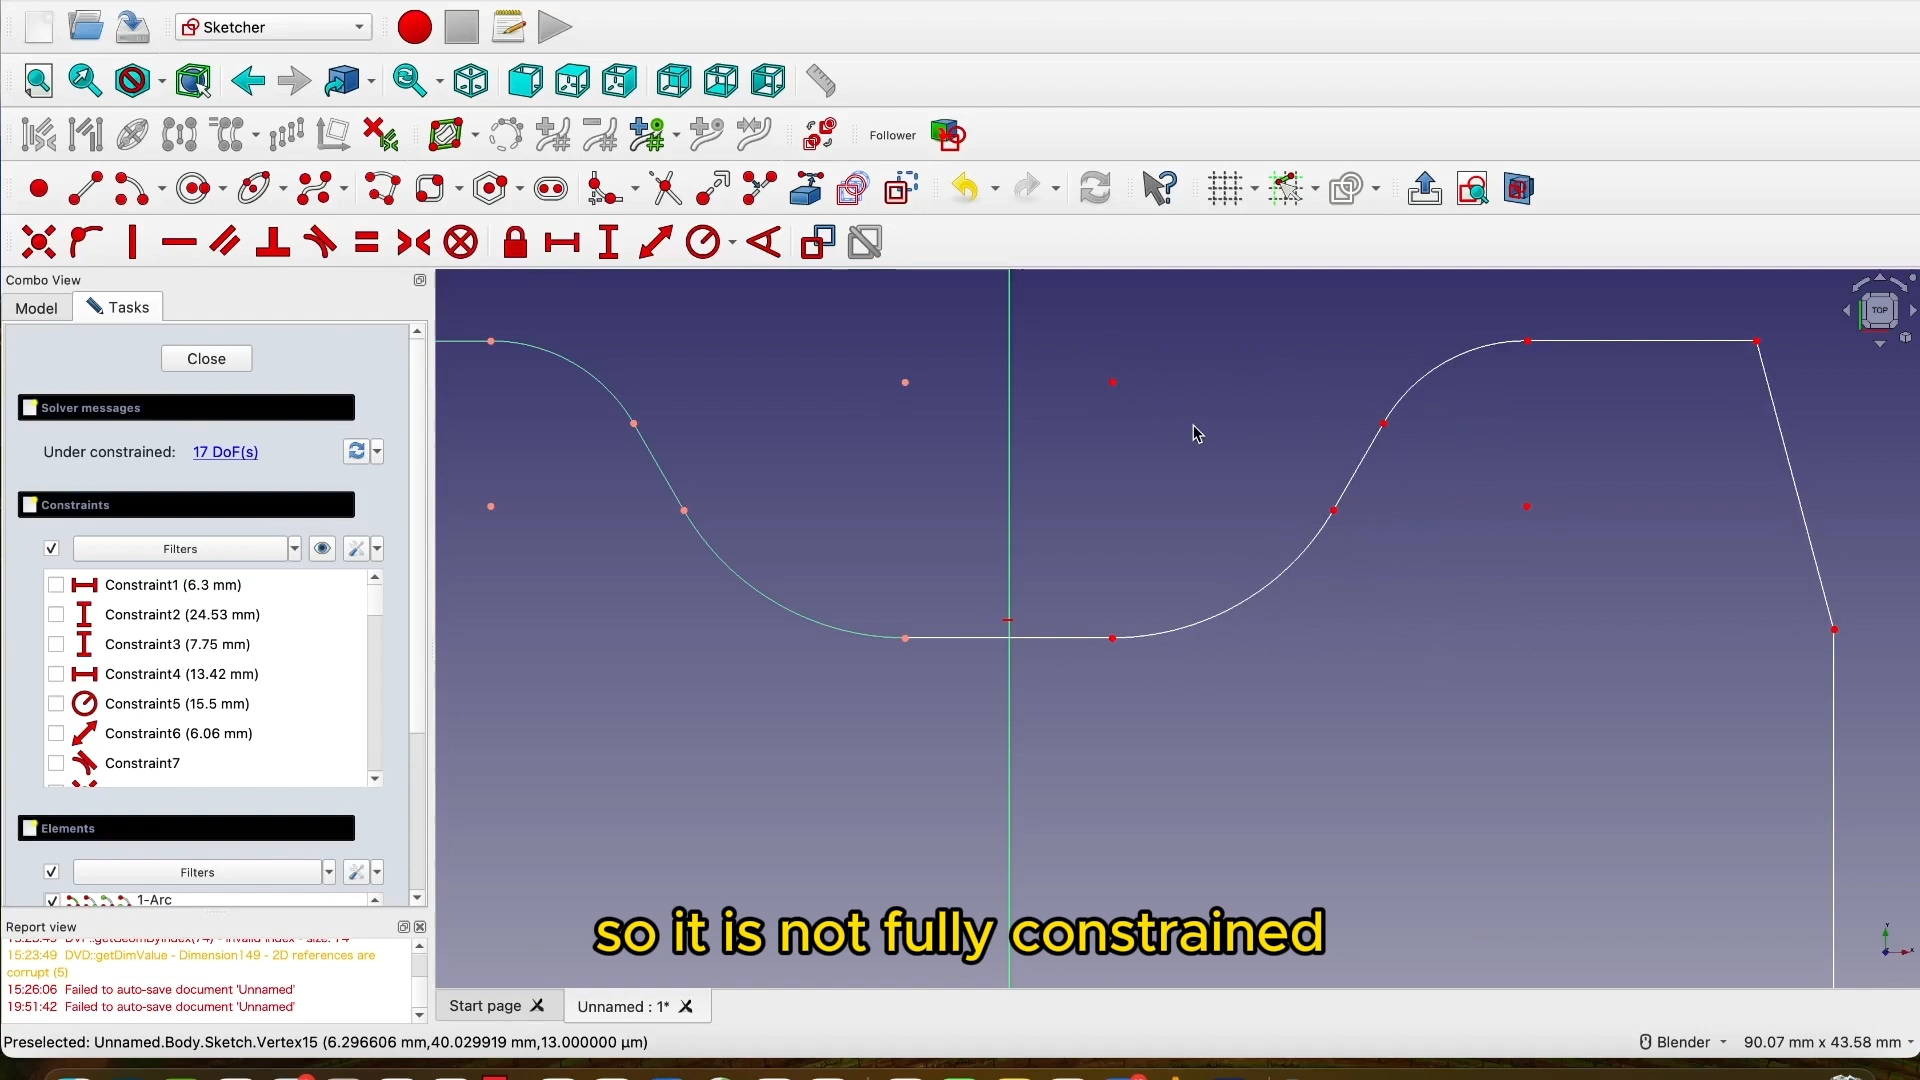 Sketcher
Follower
Combo View
Model
Tasks
TOP
Close
Solver messages
Under constrained: 17 DoF(s)
Constraints
Filters
Constraint1 (6.3 mm)
Constraint2 (24.53 mm)
Constraint3 (7.75 mm)
Constraint4 (13.42 mm)
Constraint5 (15.5 mm)
Constraint6 (6.06 mm)
Constraint7
Elements
Filters
1-Arc
so it is not fully constrained
Report view
15:23:49 DVD::getDimValue - Dimension149 - 2D references are
corrupt (5)
15:26:06 Failed to auto-save document 'Unnamed'
19:51:42 Failed to auto-save document 'Unnamed'
Start page
Unnamed : 1*
Preselected: Unnamed.Body.Sketch.Vertex15 (6.296606 mm,40.029919 mm,13.000000 µm)
Blender
90.07 mm x 43.58 mm